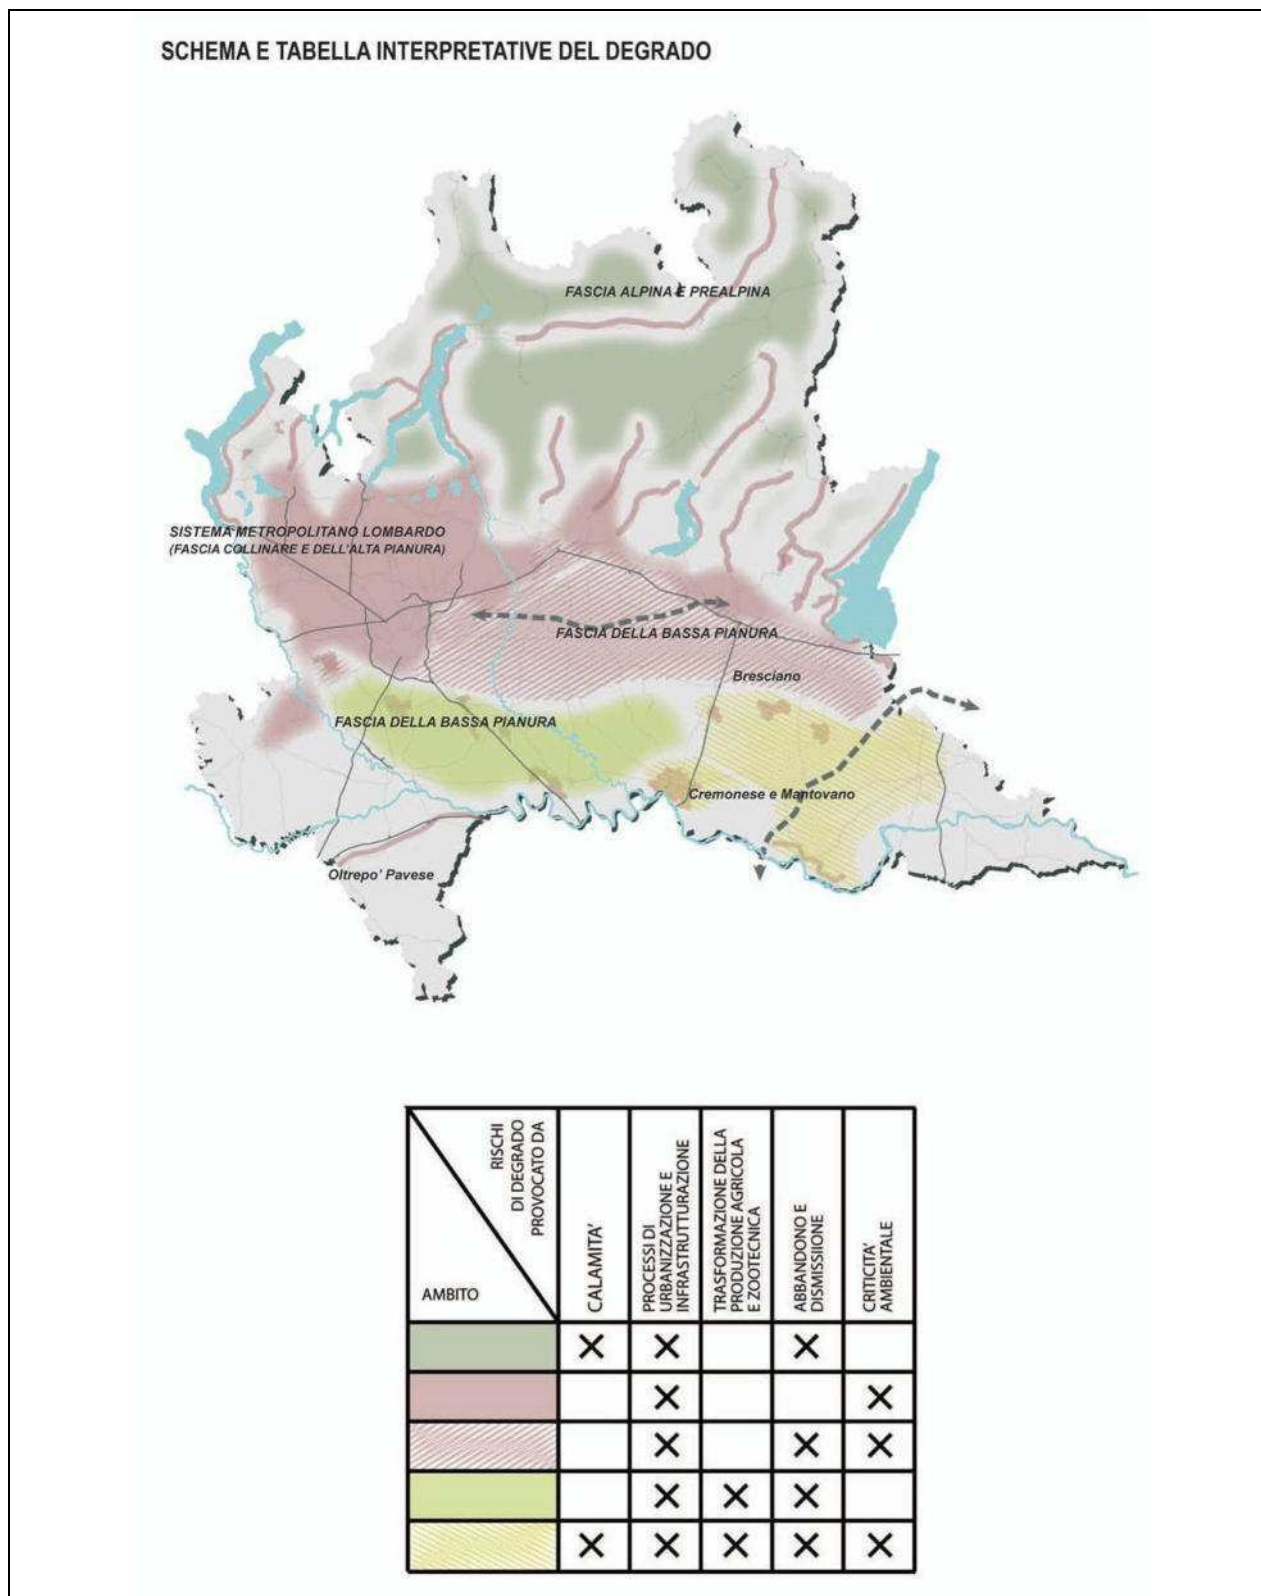 SCHEMA E TABELLA INTERPRETATIVE DEL DEGRADO
FASCIA ALPINA E PREALPINA
SISTEMA METROPOLITANO LOMBARDO
(FASCIA COLLINARE E DELL'ALTA PIANURA)
FASCIA DELLA BASSA PIANURA
Bresciano
FASCIA DELLA BASSA PIANURA
Cremonese e Mantovano
Oltrepo' Pavese
RISCHI
DI DEGRADO
PROVOCATO DA
AMBITO
CALAMITA'
PROCESSI DI
URBANIZZAZIONE E
INFRASTRUTTURAZIONE
TRASFORMAZIONE DELLA
PRODUZIONE AGRICOLA
E ZOOTECNICA
ABBANDONO E
DISMISSIIONE
CRITICITA'
AMBIENTALE
X X X
X X
X X X
X X X
X X X X X